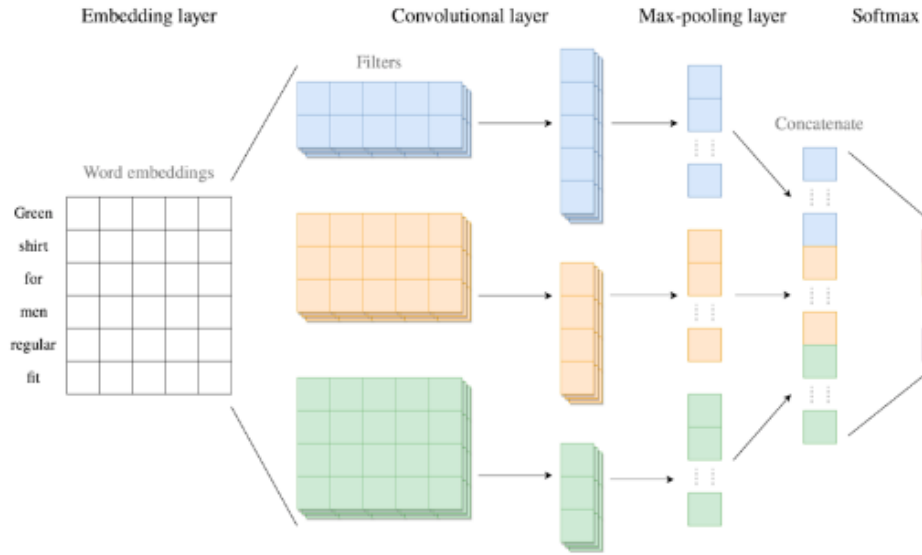 Embedding layer
Convolutional layer
Max-pooling layer
Softmax
Filters
Concatenate
Word embeddings
Green
shirt
for
men
regular
fit